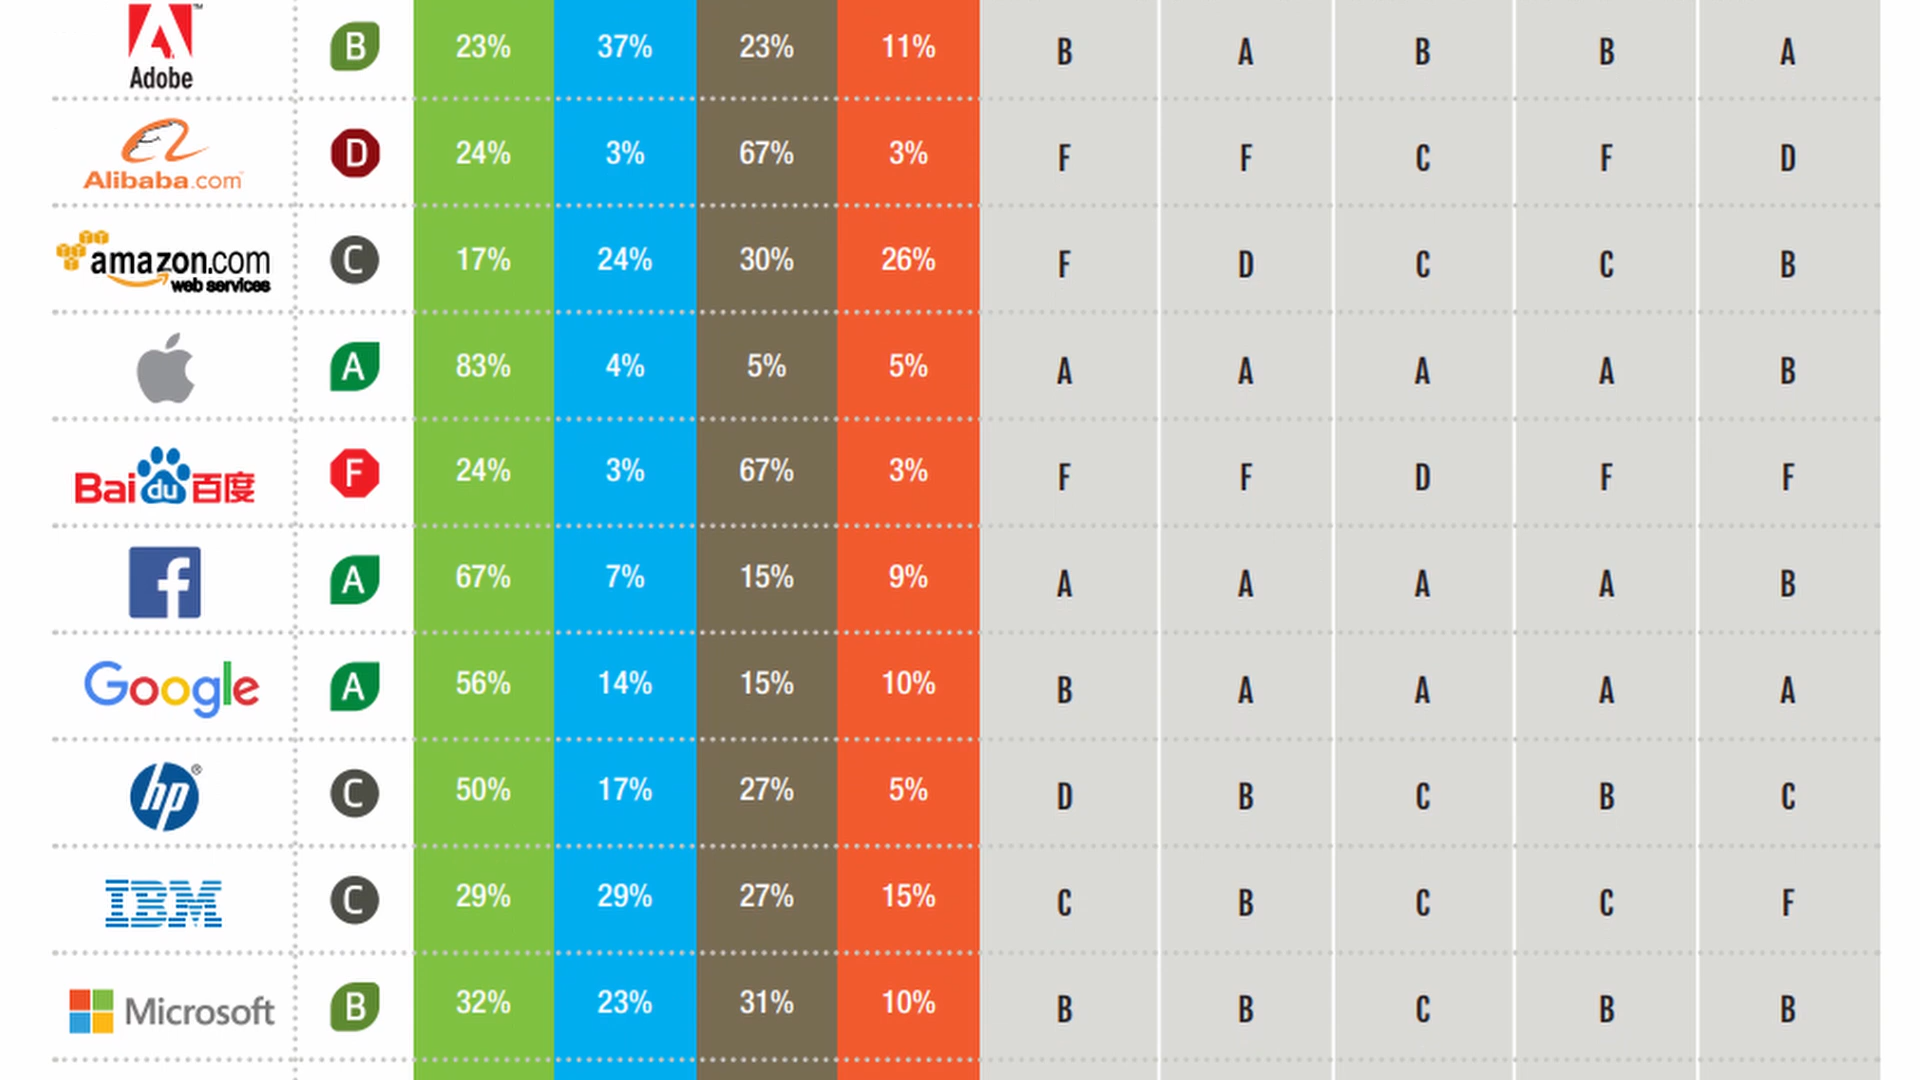 Adobe™ B 23% 37% 23% 11% B A B B A
Alibaba.com D 24% 3% 67% 3% F F C F D
amazon.com
web services C 17% 24% 30% 26% F D C C B
A 83% 4% 5% 5% A A A A B
Bai du 百度 F 24% 3% 67% 3% F F D F F
f A 67% 7% 15% 9% A A A A B
Google A 56% 14% 15% 10% B A A A A
hp® C 50% 17% 27% 5% D B C B C
IBM C 29% 29% 27% 15% C B C C F
Microsoft B 32% 23% 31% 10% B B C B B